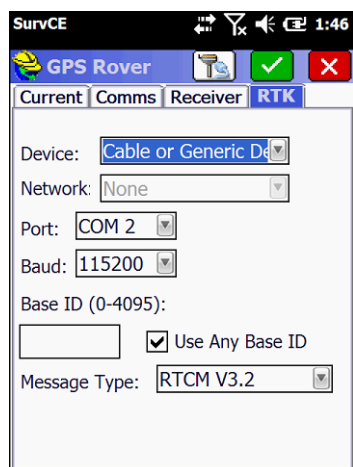 SurvCE 1:46
GPS Rover
Current Comms Receiver RTK
Device: Cable or Generic De
Network: None
Port: COM 2
Baud: 115200
Base ID (0-4095):
Use Any Base ID
Message Type: RTCM V3.2